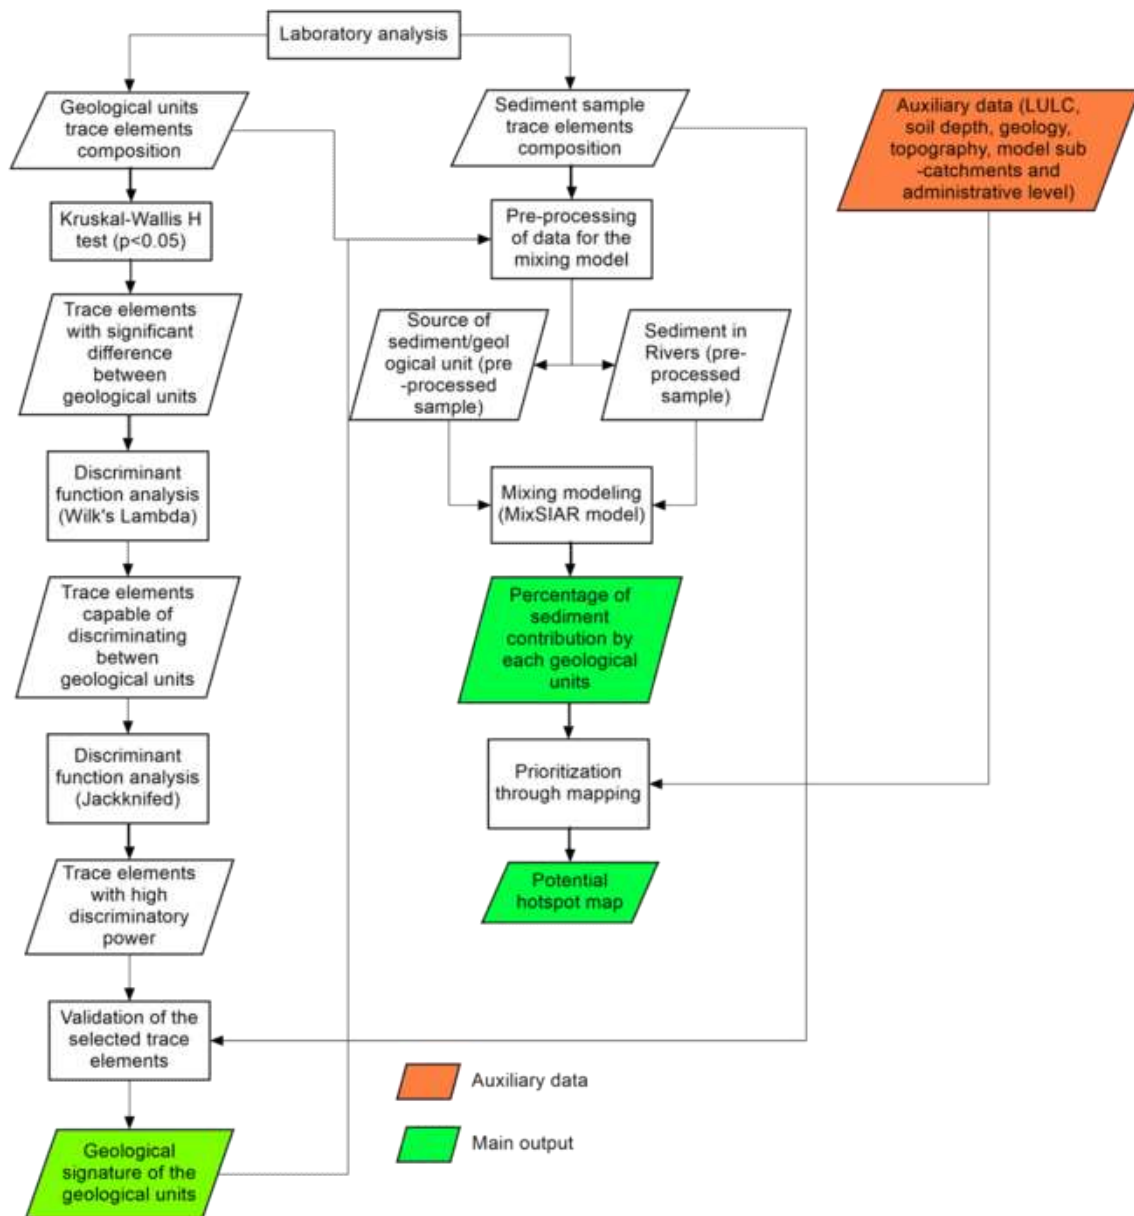 Laboratory analysis
Geological units
trace elements
composition
Sediment sample
trace elements
composition
Auxiliary data (LULC,
soil depth, geology,
topography, model sub
-catchments and
administrative level)
Kruskal-Wallis H
test (p<0.05)
Pre-processing
of data for the
mixing model
Trace elements
with significant
difference
between
geological units
Source of
sediment/geol
ogical unit (pre
-processed
sample)
Sediment in
Rivers (pre-
processed
sample)
Discriminant
function analysis
(Wilk's Lambda)
Mixing modeling
(MixSIAR model)
Trace elements
capable of
discriminating
betwen
geological units
Percentage of
sediment
contribution by
each geological
units
Discriminant
function analysis
(Jackknifed)
Prioritization
through mapping
Trace elements
with high
discriminatory
power
Potential
hotspot map
Validation of the
selected trace
elements
Geological
signature of the
geological units
Auxiliary data
Main output